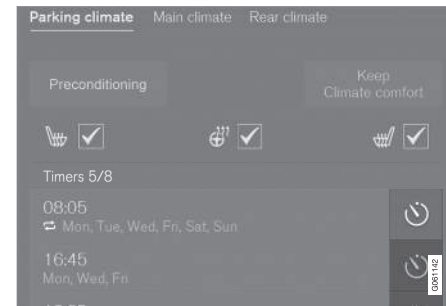 Parking climate Main climate Rear climate
Preconditioning
Keep
Climate comfort
Timers 5/8
08:05
Mon, Tue, Wed, Fri, Sat, Sun
16:45
Mon, Wed, Fri
G061142